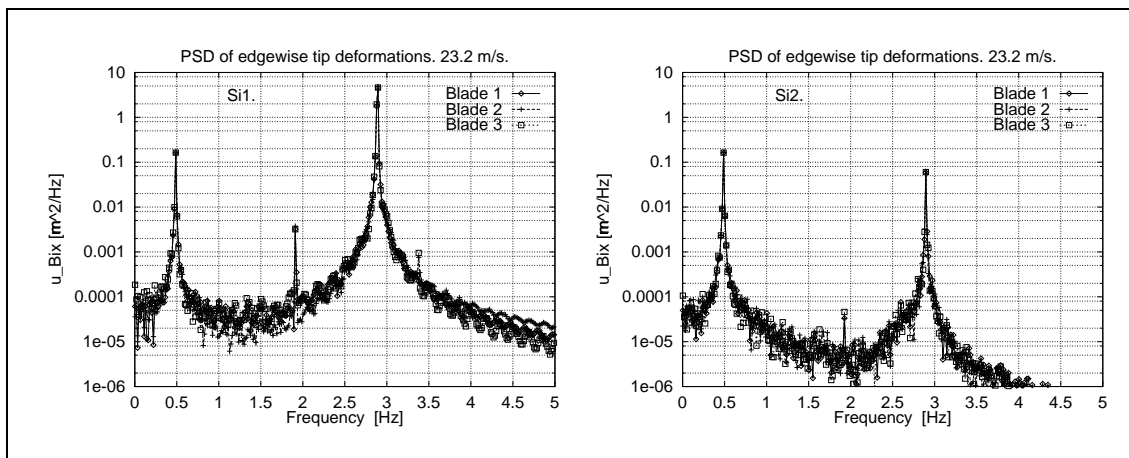 PSD of edgewise tip deformations. 23.2 m/s.
10
1
0.1
0.01
0.001
0.0001
1e-05
1e-06
u_Bix [m^2/Hz]
Si1.
Blade 1
Blade 2
Blade 3
0 0.5 1 1.5 2 2.5 3 3.5 4 4.5 5
Frequency [Hz]
PSD of edgewise tip deformations. 23.2 m/s.
10
1
0.1
0.01
0.001
0.0001
1e-05
1e-06
u_Bix [m^2/Hz]
Si2.
Blade 1
Blade 2
Blade 3
0 0.5 1 1.5 2 2.5 3 3.5 4 4.5 5
Frequency [Hz]